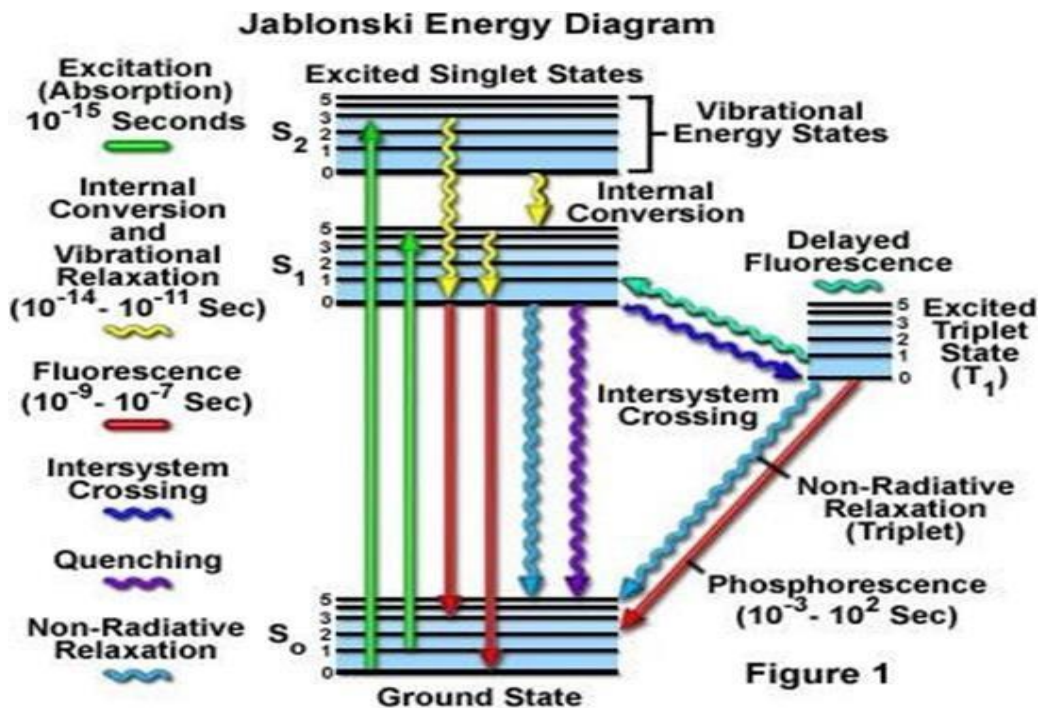 Jablonski Energy Diagram
Excitation
(Absorption)
10⁻¹⁵ Seconds
Internal
Conversion
and
Vibrational
Relaxation
(10⁻¹⁴ - 10⁻¹¹ Sec)
Fluorescence
(10⁻⁹ - 10⁻⁷ Sec)
Intersystem
Crossing
Quenching
Non-Radiative
Relaxation
Excited Singlet States
S₂
5
3
2
1
0
Vibrational
Energy States
Internal
Conversion
S₁
5
3
2
1
0
Delayed
Fluorescence
5
3
2
1
0
Excited
Triplet
State
(T₁)
Intersystem
Crossing
Non-Radiative
Relaxation
(Triplet)
Phosphorescence
(10⁻³ - 10² Sec)
S₀
5
3
2
1
0
Ground State
Figure 1